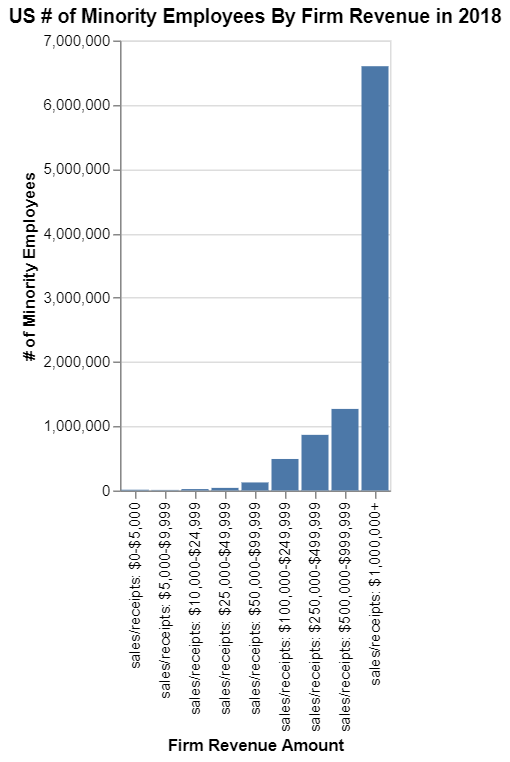 US # of Minority Employees By Firm Revenue in 2018
# of Minority Employees
7,000,000
6,000,000
5,000,000
4,000,000
3,000,000
2,000,000
1,000,000
0
sales/receipts: $0-$5,000
sales/receipts: $5,000-$9,999
sales/receipts: $10,000-$24,999
sales/receipts: $25,000-$49,999
sales/receipts: $50,000-$99,999
sales/receipts: $100,000-$249,999
sales/receipts: $250,000-$499,999
sales/receipts: $500,000-$999,999
sales/receipts: $1,000,000+
Firm Revenue Amount